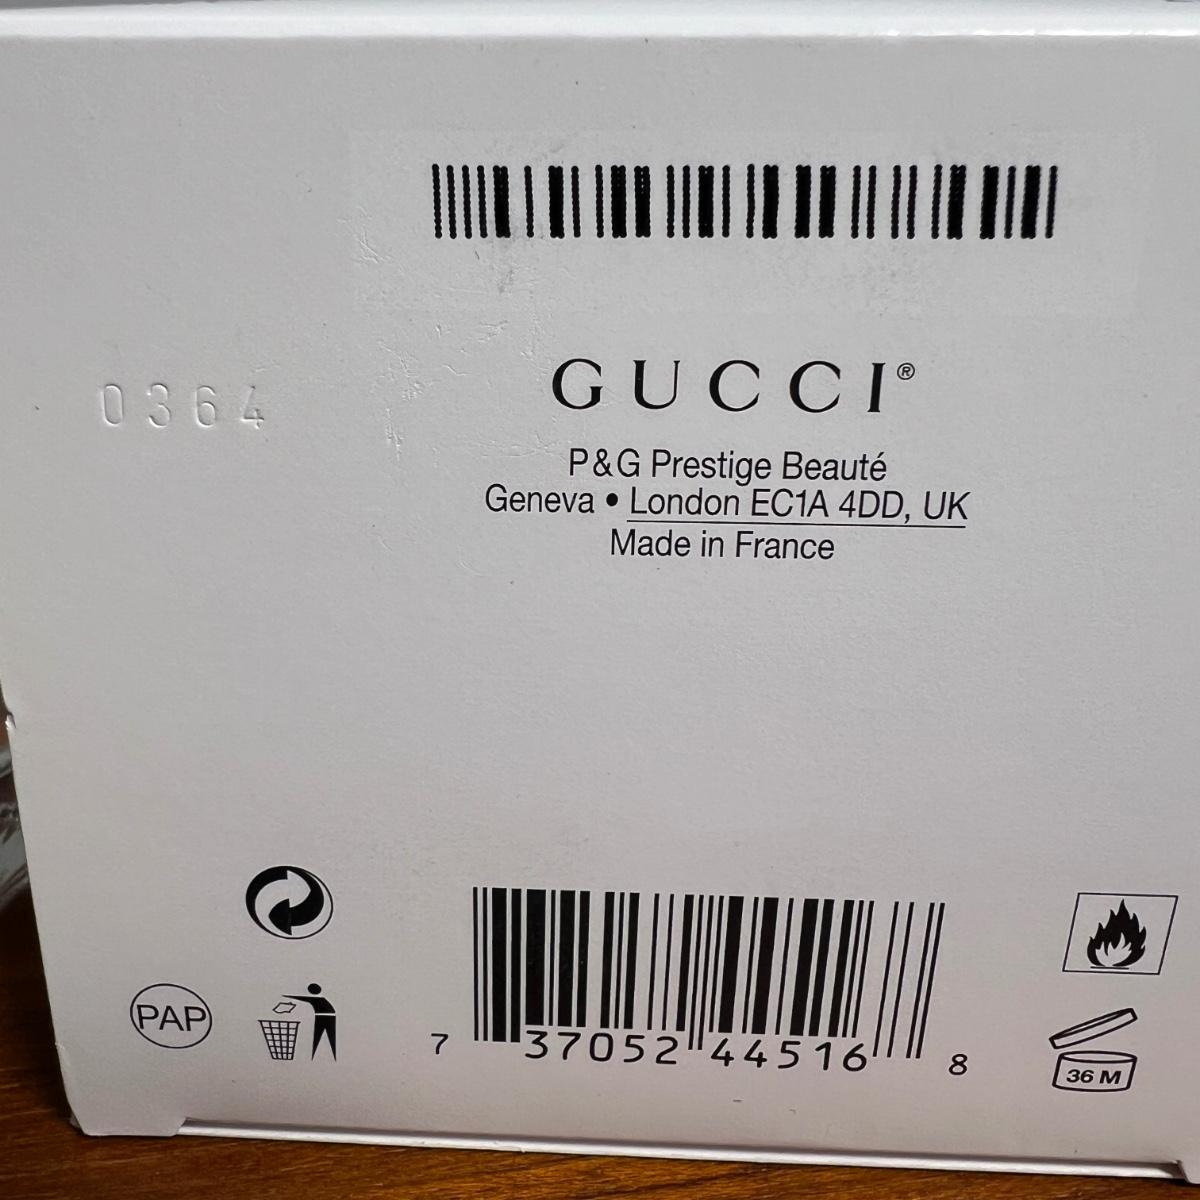 GUCCI®
0364
P&G Prestige Beauté
Geneva • London EC1A 4DD, UK
Made in France
PAP
7 37052 44516 8
36 M